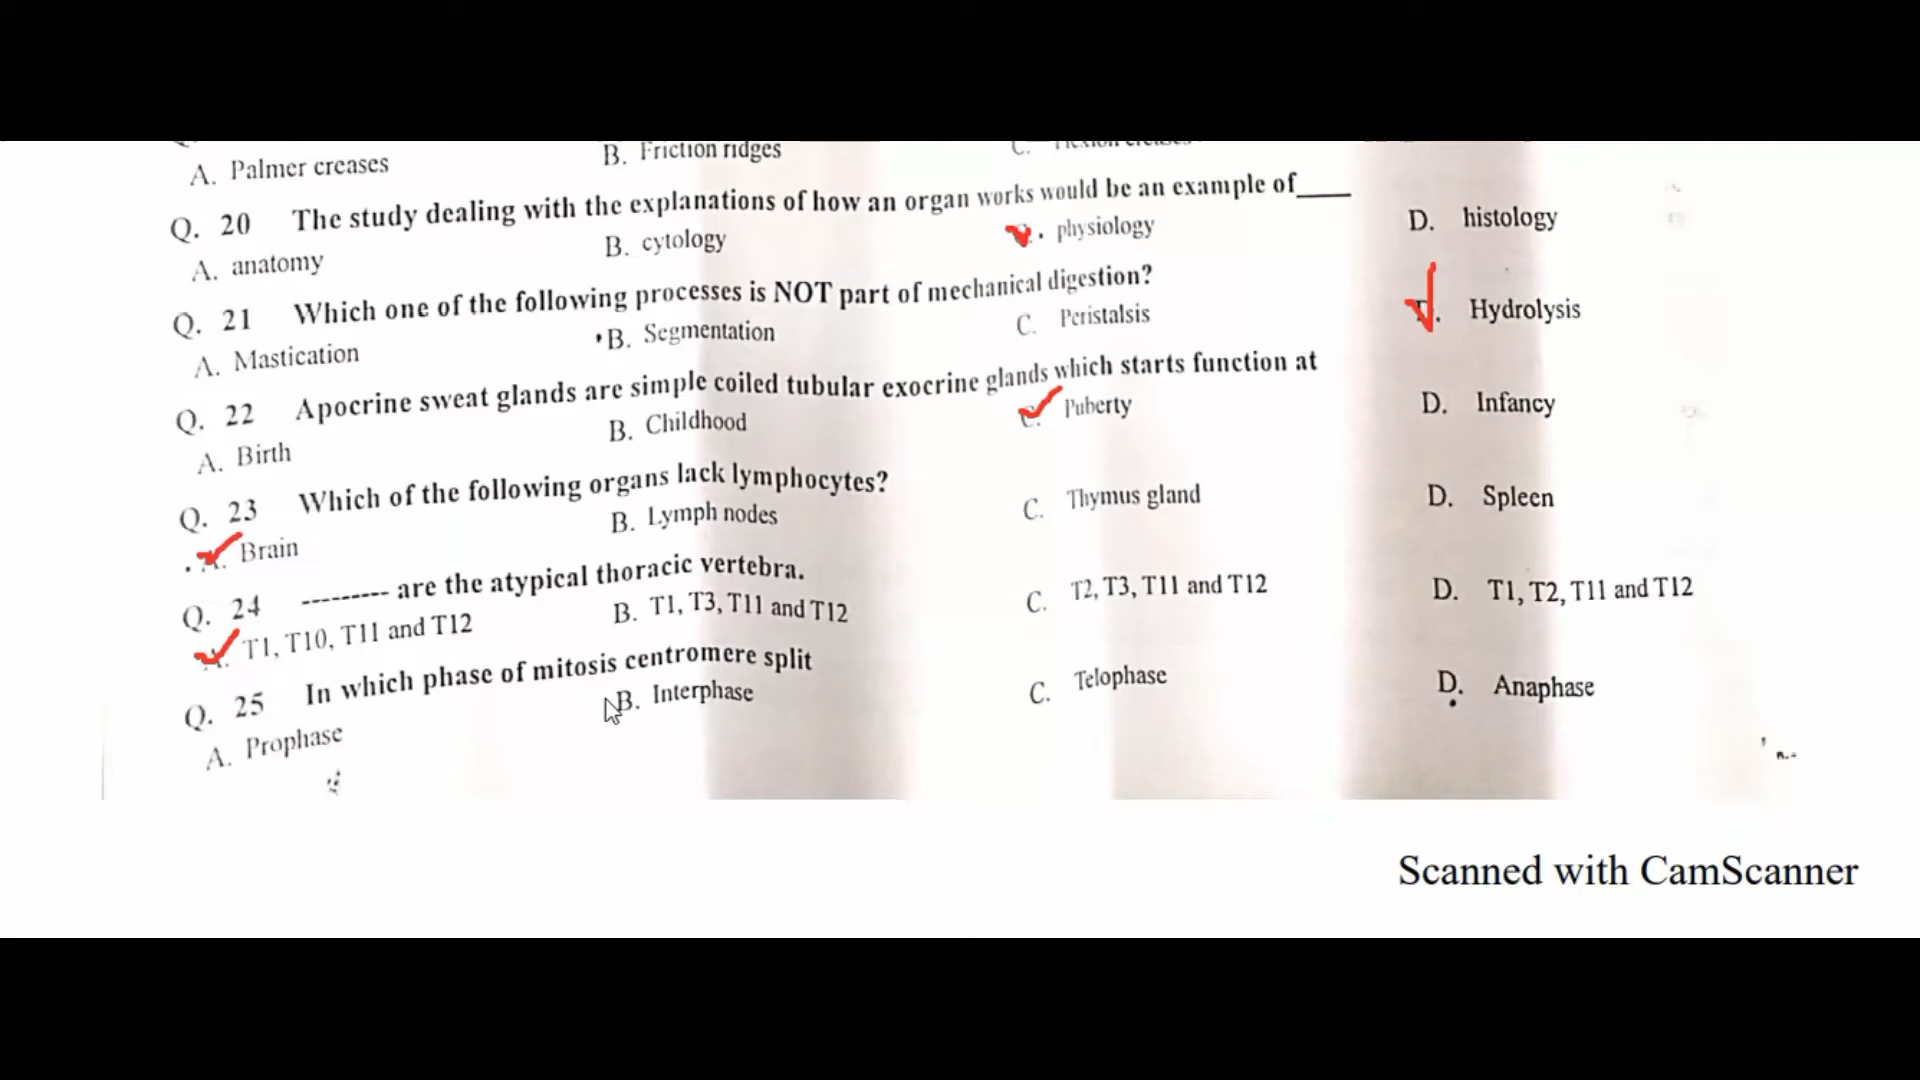 A. Palmer creases B. Friction ridges C.
Q. 20 The study dealing with the explanations of how an organ works would be an example of____
A. anatomy B. cytology . physiology D. histology
Q. 21 Which one of the following processes is NOT part of mechanical digestion?
A. Mastication B. Segmentation C. Peristalsis D. Hydrolysis
Q. 22 Apocrine sweat glands are simple coiled tubular exocrine glands which starts function at
A. Birth B. Childhood C. Puberty D. Infancy
Q. 23 Which of the following organs lack lymphocytes?
A. Brain B. Lymph nodes C. Thymus gland D. Spleen
Q. 24 --------- are the atypical thoracic vertebra.
A. T1, T10, T11 and T12 B. T1, T3, T11 and T12 C. T2, T3, T11 and T12 D. T1, T2, T11 and T12
Q. 25 In which phase of mitosis centromere split
A. Prophase B. Interphase C. Telophase D. Anaphase
Scanned with CamScanner